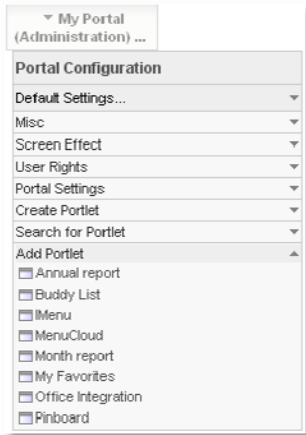 My Portal
(Administration) ...
Portal Configuration
Default Settings...
Misc
Screen Effect
User Rights
Portal Settings
Create Portlet
Search for Portlet
Add Portlet
Annual report
Buddy List
IMenu
MenuCloud
Month report
My Favorites
Office Integration
Pinboard